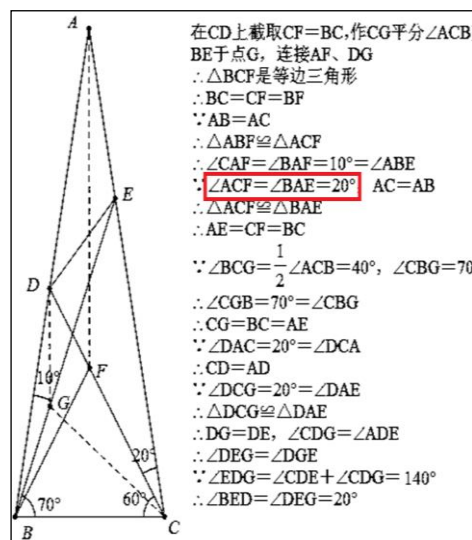 在CD上截取CF=BC,作CG平分∠ACB
BE于点G，连接AF、DG
∴△BCF是等边三角形
∴BC=CF=BF
∵AB=AC
∴△ABF≌△ACF
∴∠CAF=∠BAF=10°=∠ABE
∵∠ACF=∠BAE=20°, AC=AB
∴△ACF≌△BAE
∴AE=CF=BC
∵∠BCG=1/2∠ACB=40°，∠CBG=70
∴∠CGB=70°=∠CBG
∴CG=BC=AE
∵∠DAC=20°=∠DCA
∴CD=AD
∵∠DCG=20°=∠DAE
∴△DCG≌△DAE
∴DG=DE，∠CDG=∠ADE
∴∠DEG=∠DGE
∵∠EDG=∠CDE+∠CDG=140°
∴∠BED=∠DEG=20°
A
E
D
F
10°
G
20°
70°
60°
B
C